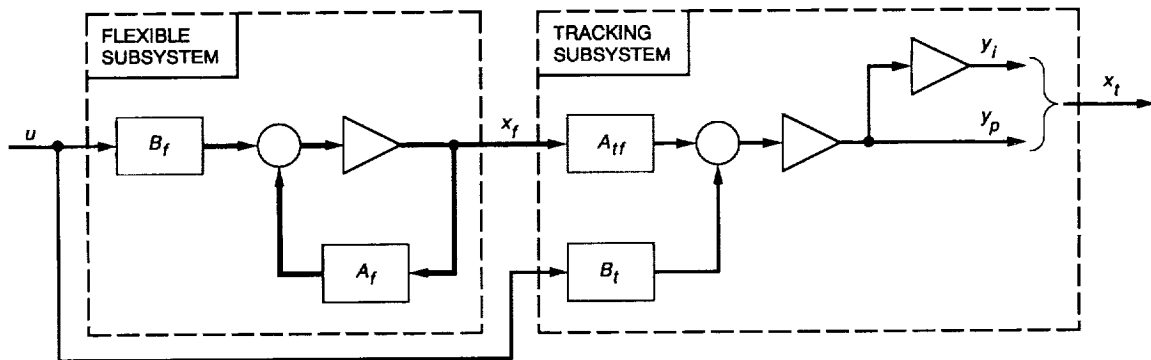 FLEXIBLE
SUBSYSTEM
TRACKING
SUBSYSTEM
y_i
x_t
u
B_f
x_f
A_tf
y_p
A_f
B_t